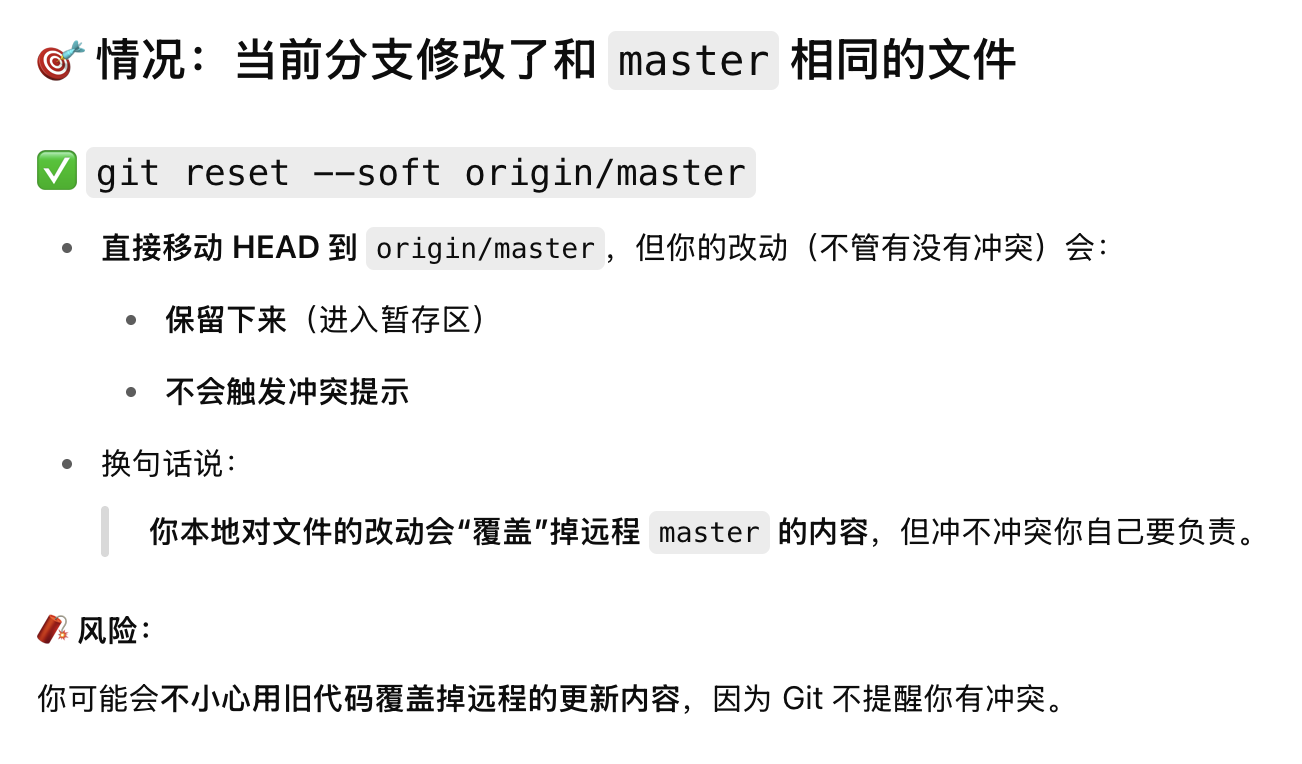 🎯 情况：当前分支修改了和 master 相同的文件
✅ git reset --soft origin/master
• 直接移动 HEAD 到 origin/master，但你的改动（不管有没有冲突）会：
• 保留下来（进入暂存区）
• 不会触发冲突提示
• 换句话说：
你本地对文件的改动会“覆盖”掉远程 master 的内容，但冲不冲突你自己要负责。
🧨 风险：
你可能会不小心用旧代码覆盖掉远程的更新内容，因为 Git 不提醒你有冲突。